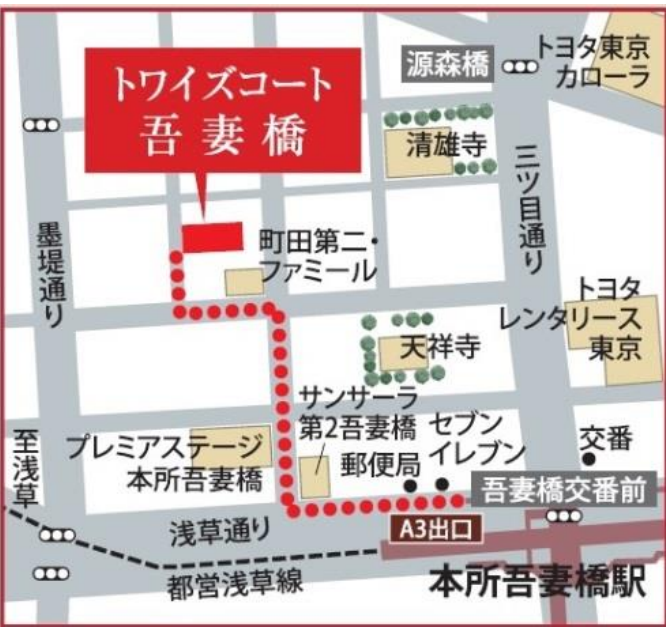 トヨタ東京
カローラ
源森橋
トワイズコート
吾妻橋
清雄寺
三ツ目通り
墨堤通り
町田第二・
ファミール
トヨタ
レンタリース
東京
天祥寺
サンサーラ
第2吾妻橋
セブン
イレブン
交番
至浅草
プレミアステージ
本所吾妻橋
郵便局
吾妻橋交番前
浅草通り
A3出口
都営浅草線
本所吾妻橋駅